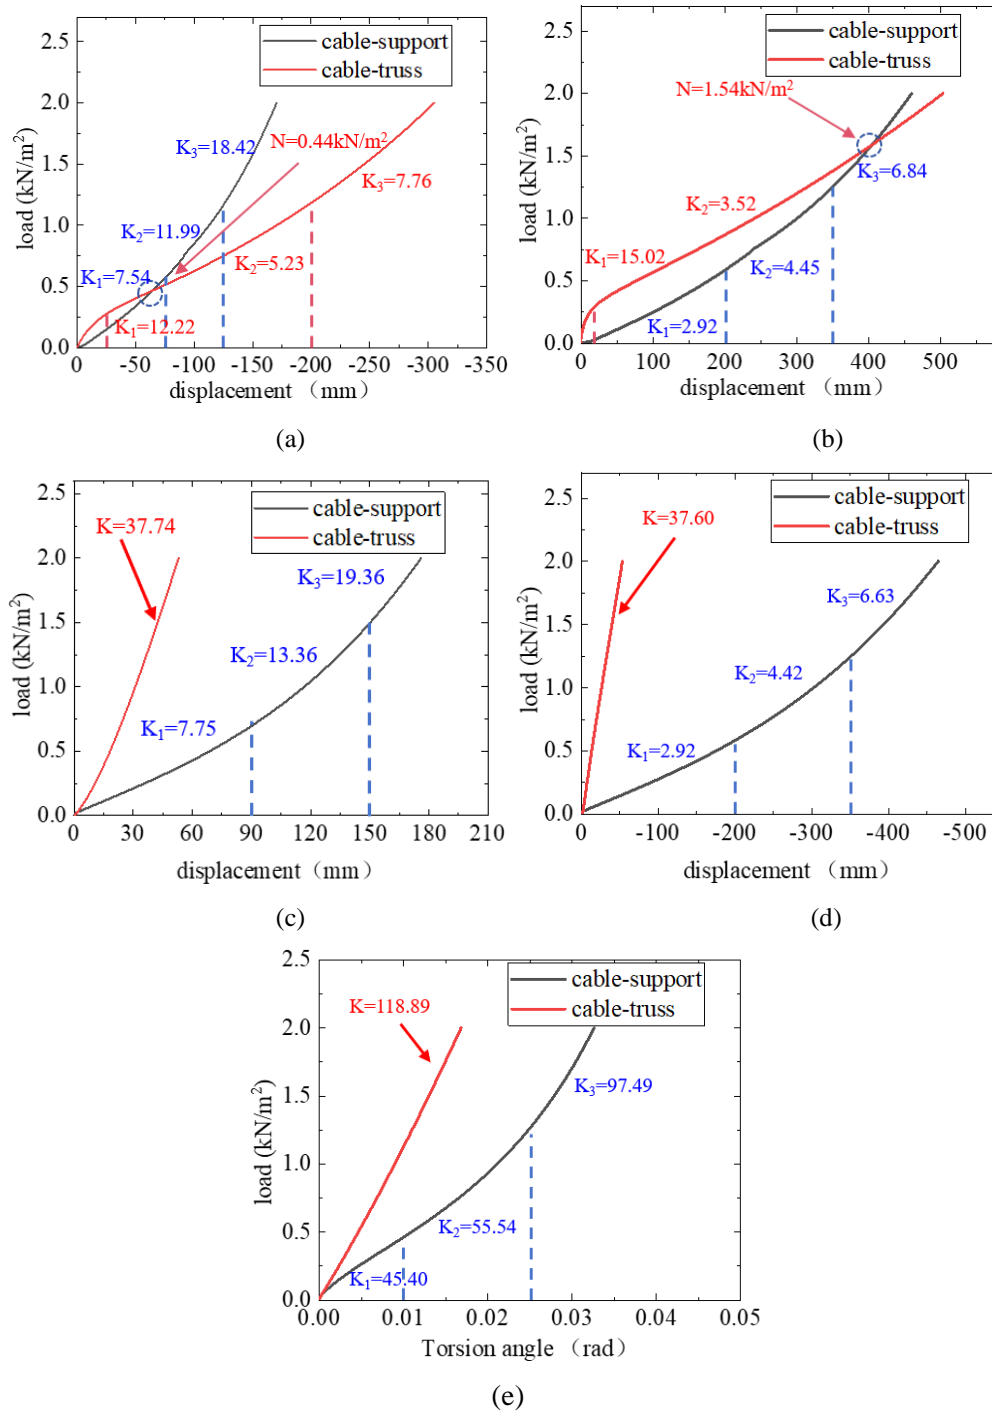 cable-support
cable-truss
N=0.44kN/m²
K₃=18.42
K₃=7.76
K₂=11.99
K₂=5.23
K₁=7.54
K₁=12.22
load (kN/m²)
2.5
2.0
1.5
1.0
0.5
0.0
0 -50 -100 -150 -200 -250 -300 -350
displacement （mm）
(a)
cable-support
cable-truss
N=1.54kN/m²
K₃=6.84
K₂=3.52
K₁=15.02
K₂=4.45
K₁=2.92
load (kN/m²)
2.5
2.0
1.5
1.0
0.5
0.0
0 100 200 300 400 500
displacement （mm）
(b)
cable-support
cable-truss
K=37.74
K₃=19.36
K₂=13.36
K₁=7.75
load (kN/m²)
2.5
2.0
1.5
1.0
0.5
0.0
0 30 60 90 120 150 180 210
displacement （mm）
(c)
cable-support
cable-truss
K=37.60
K₃=6.63
K₂=4.42
K₁=2.92
load (kN/m²)
2.5
2.0
1.5
1.0
0.5
0.0
0 -100 -200 -300 -400 -500
displacement （mm）
(d)
cable-support
cable-truss
K=118.89
K₃=97.49
K₂=55.54
K₁=45.40
load (kN/m²)
2.5
2.0
1.5
1.0
0.5
0.0
0.00 0.01 0.02 0.03 0.04 0.05
Torsion angle （rad）
(e)